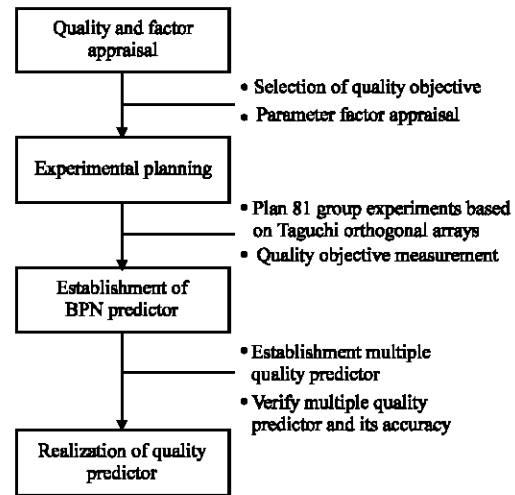 Quality and factor
appraisal
• Selection of quality objective
• Parameter factor appraisal
Experimental planning
• Plan 81 group experiments based
on Taguchi orthogonal arrays
• Quality objective measurement
Establishment of
BPN predictor
• Establishment multiple
quality predictor
• Verify multiple quality
predictor and its accuracy
Realization of quality
predictor